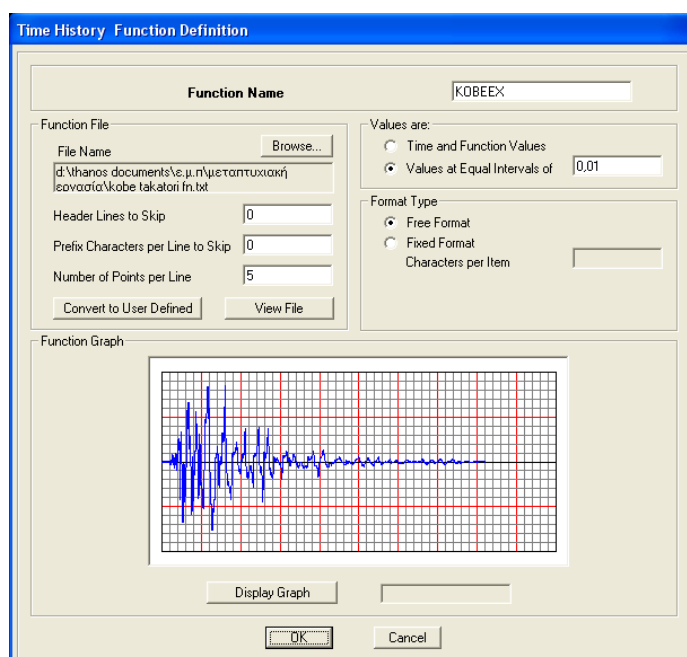 Time History Function Definition
Function Name
KOBEEX
Function File
File Name
Browse...
d:\thanos documents\ε.μ.π\μεταπτυχιακή
εργασία\kobe takatori fn.txt
Header Lines to Skip
0
Prefix Characters per Line to Skip
0
Number of Points per Line
5
Convert to User Defined
View File
Values are:
Time and Function Values
Values at Equal Intervals of
0,01
Format Type
Free Format
Fixed Format
Characters per Item
Function Graph
Display Graph
OK
Cancel